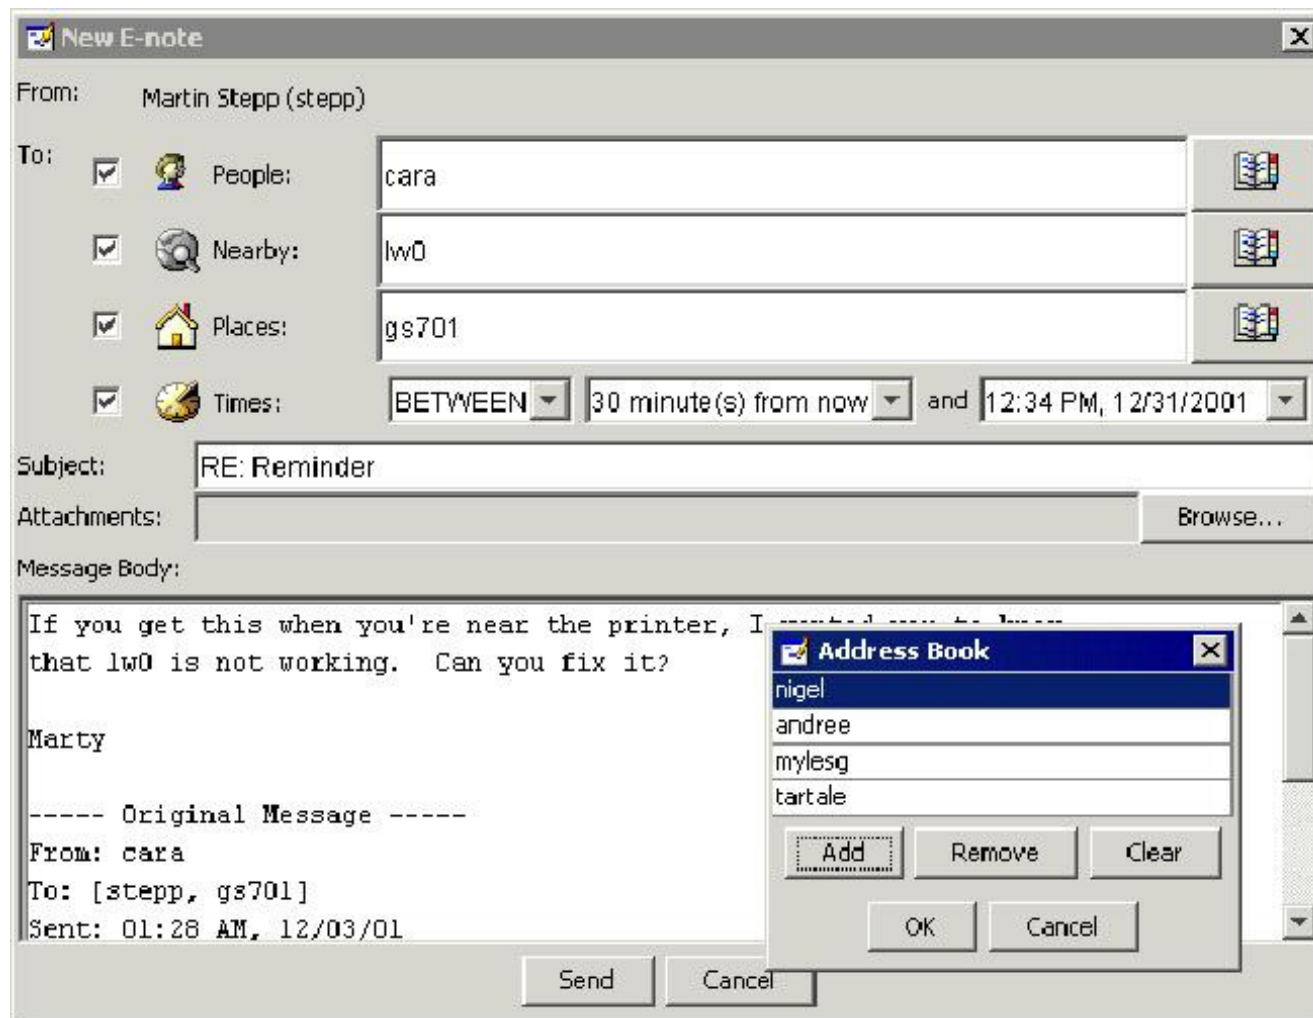 New E-note
From: Martin Stepp (stepp)
To:
People: cara
Nearby: lw0
Places: gs701
Times: BETWEEN 30 minute(s) from now and 12:34 PM, 12/31/2001
Subject: RE: Reminder
Attachments: Browse...
Message Body:
If you get this when you're near the printer, I wanted you to know
that lw0 is not working. Can you fix it?
Marty
----- Original Message -----
From: cara
To: [stepp, gs701]
Sent: 01:28 AM, 12/03/01
Address Book
nigel
andree
mylesg
tartale
Add Remove Clear
OK Cancel
Send Cancel